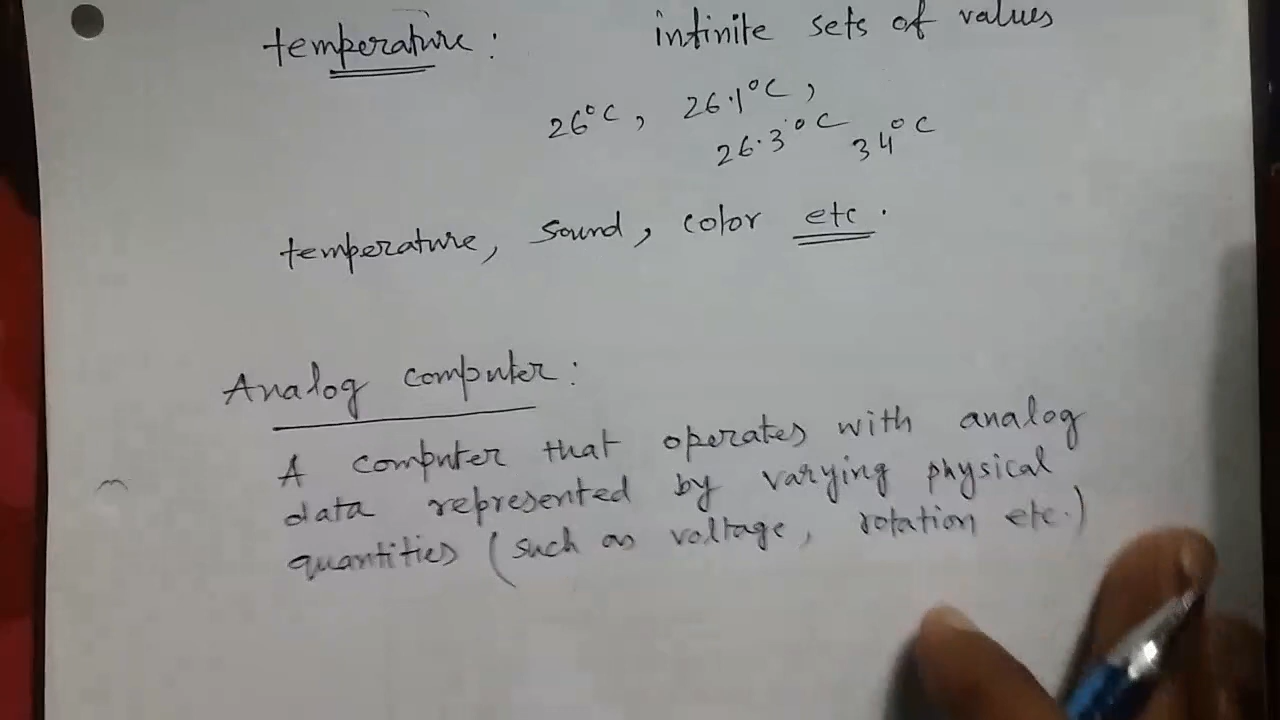 temperature: infinite sets of values
26°C, 26.1°C,
26.3°C 34°C
temperature, sound, color etc.
Analog computer:
A computer that operates with analog
data represented by varying physical
quantities (such as voltage, rotation etc.)